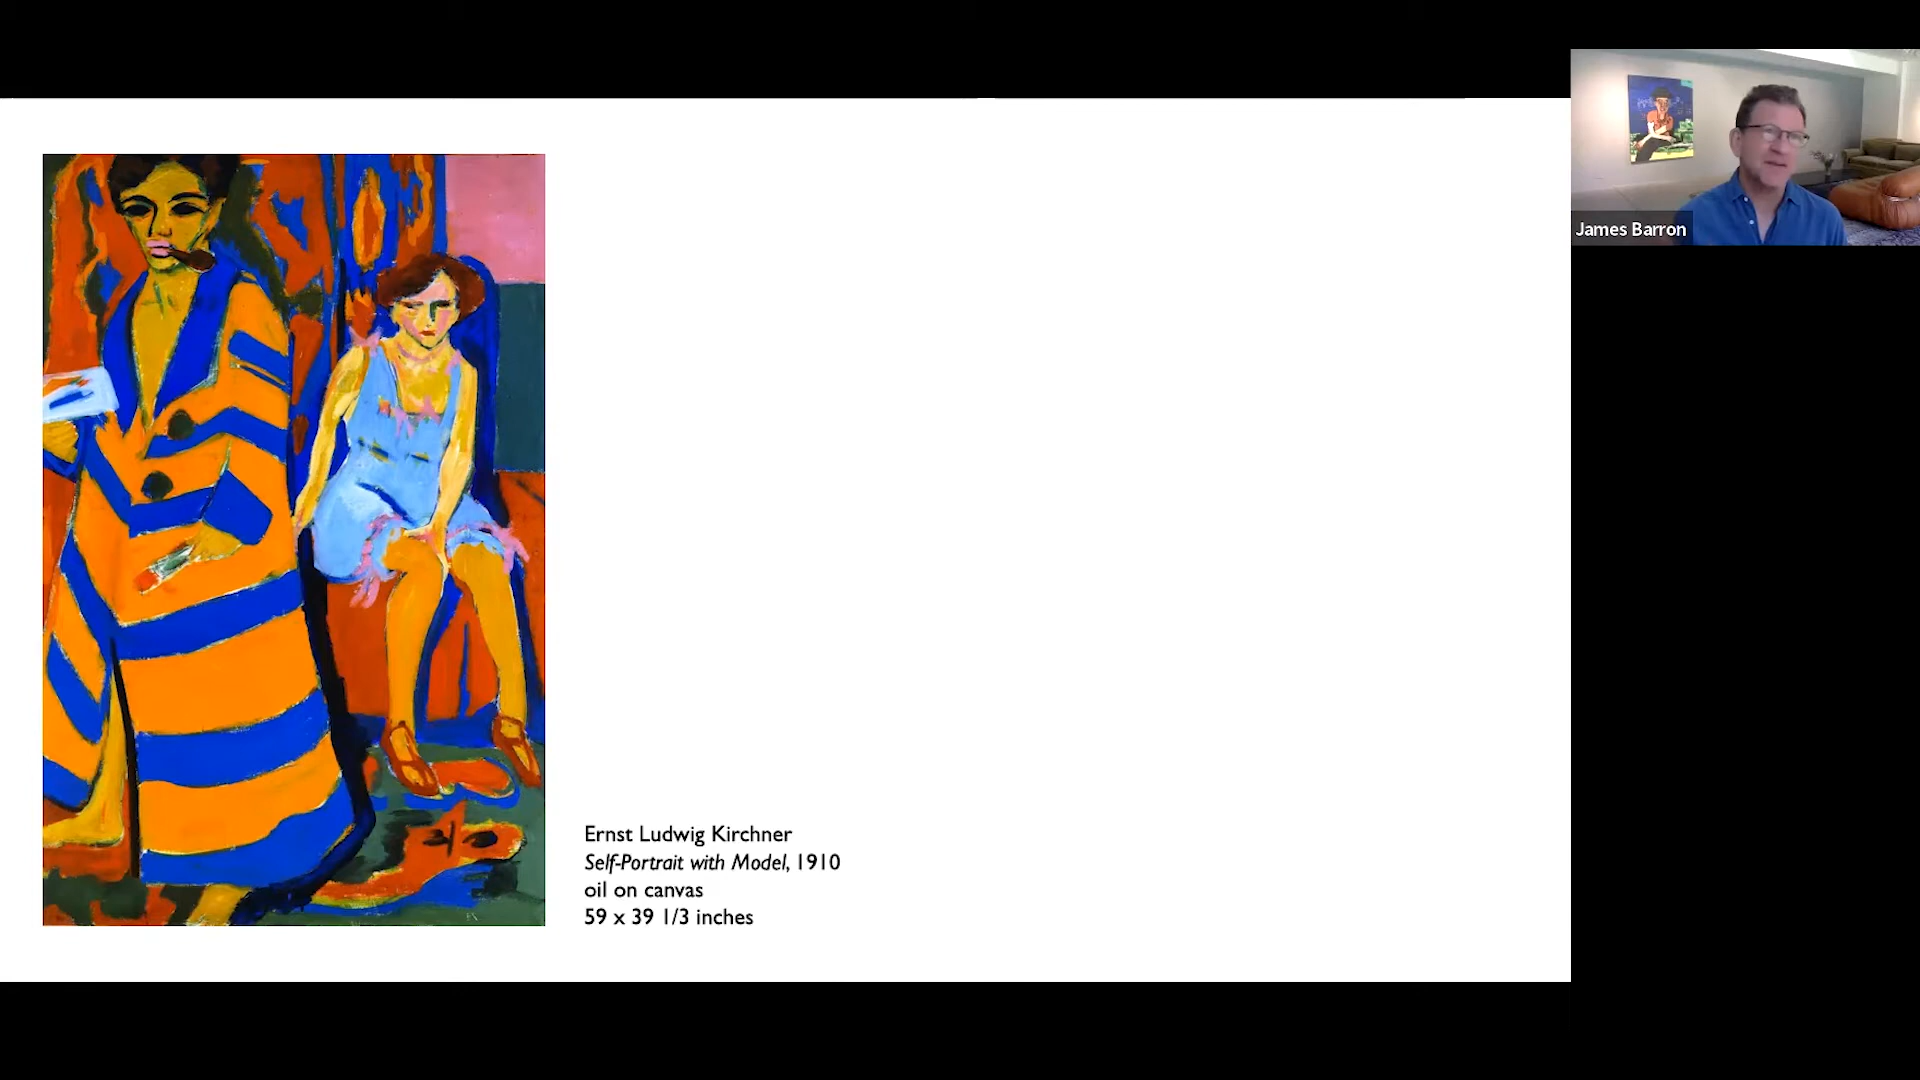 James Barron
Ernst Ludwig Kirchner
Self-Portrait with Model, 1910
oil on canvas
59 x 39 1/3 inches